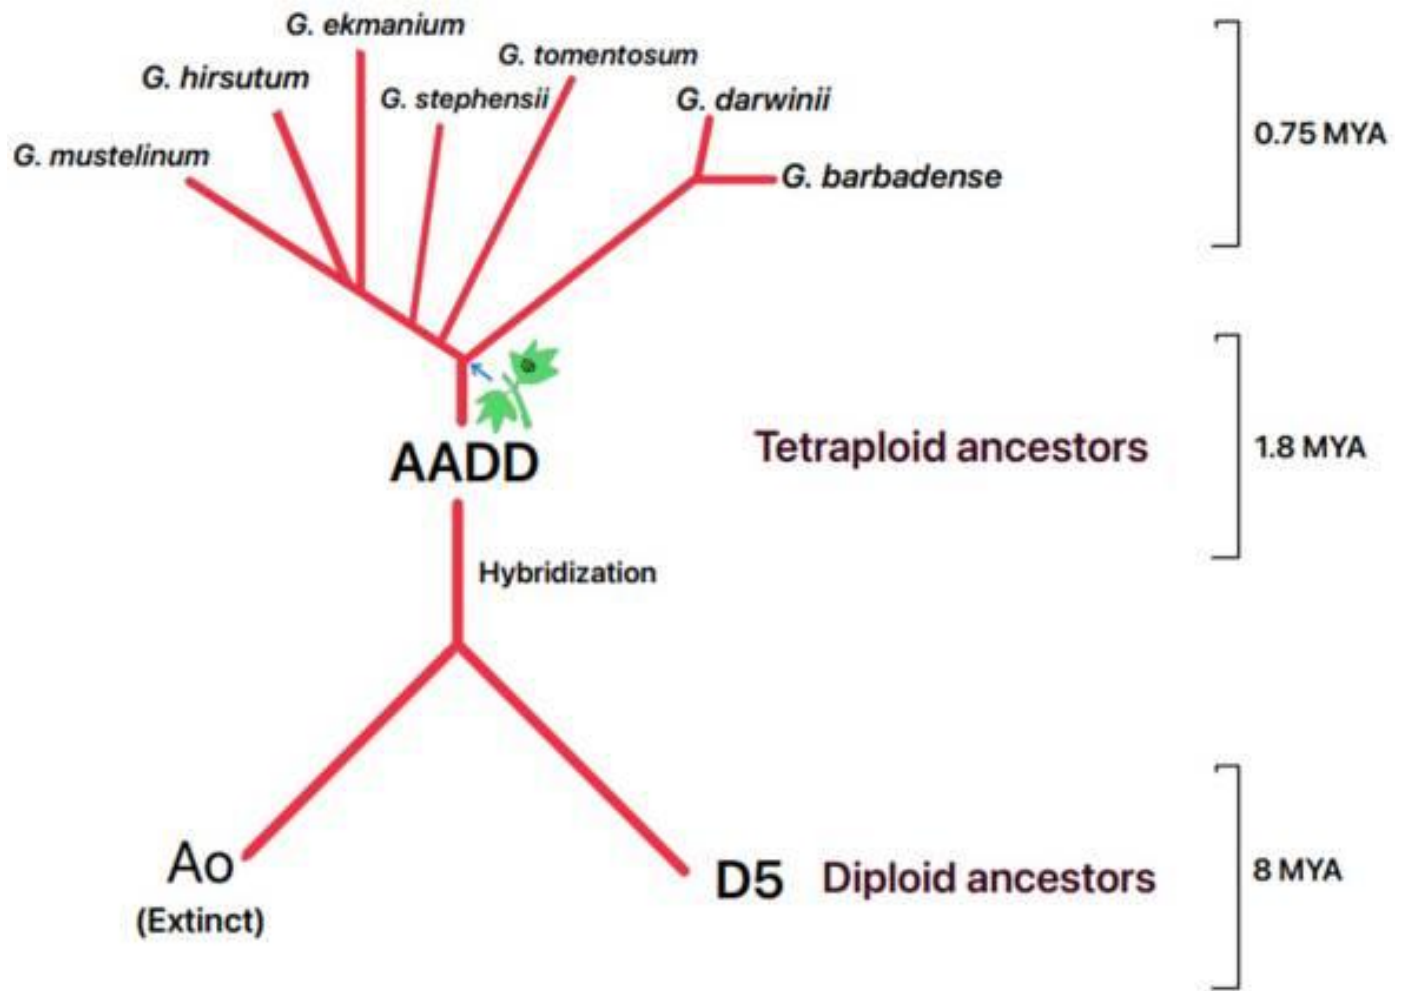 G. ekmanium
G. tomentosum
G. hirsutum
G. stephensii
G. darwinii
0.75 MYA
G. mustelinum
G. barbadense
AADD
Tetraploid ancestors
1.8 MYA
Hybridization
Ao
(Extinct)
D5
Diploid ancestors
8 MYA